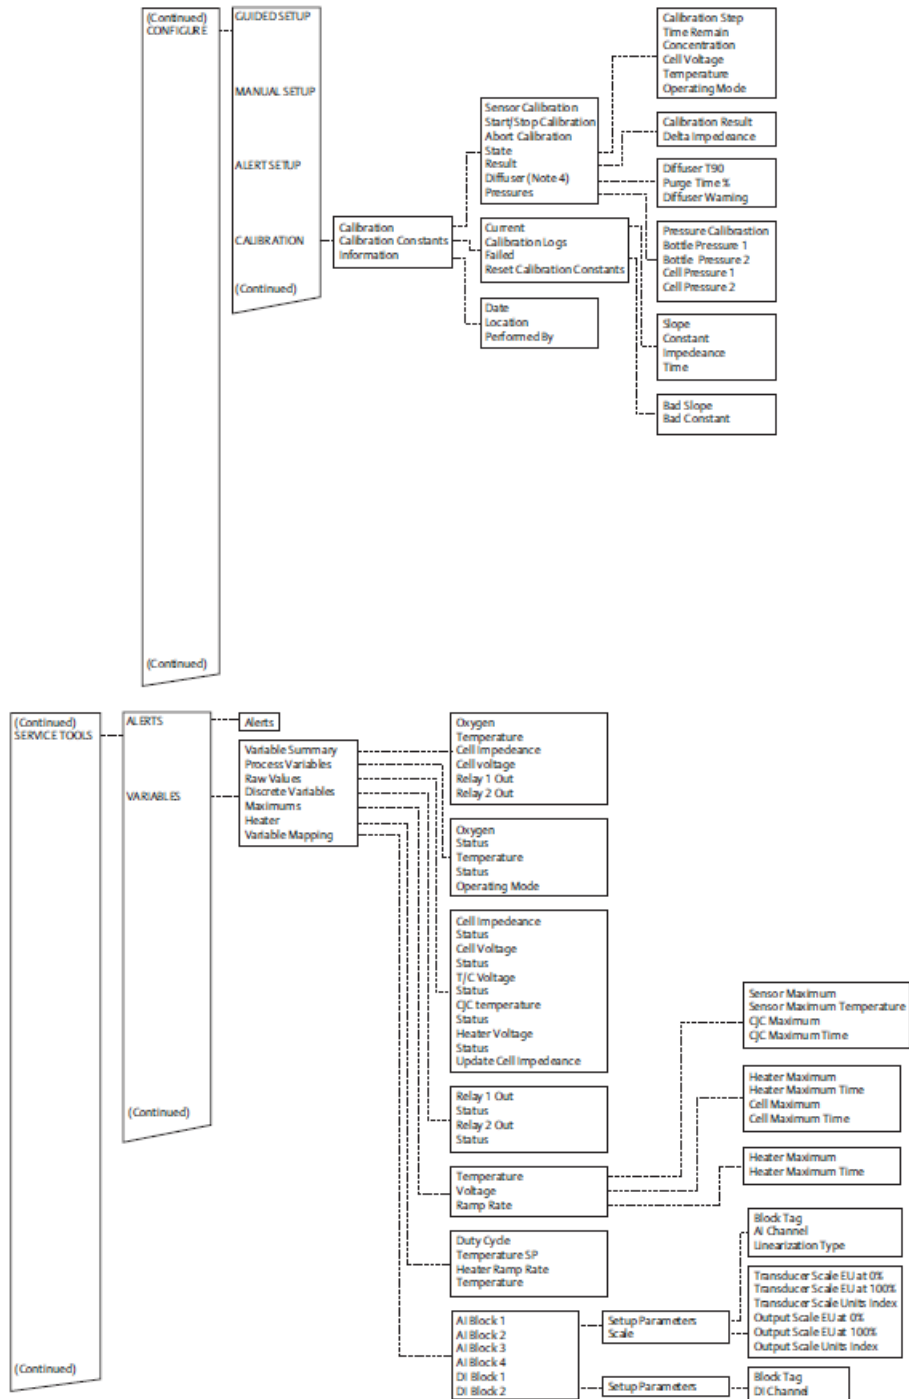 (Continued)
CONFIGURE
GUIDED SETUP
MANUAL SETUP
ALERT SETUP
CALIBRATION
(Continued)
(Continued)
Calibration
Calibration Constants
Information
Sensor Calibration
Start/Stop Calibration
Abort Calibration
State
Result
Diffuser (Note 4)
Pressures
Current
Calibration Logs
Failed
Reset Calibration Constants
Date
Location
Performed By
Calibration Step
Time Remain
Concentration
Cell Voltage
Temperature
Operating Mode
Calibration Result
Delta Impedeance
Diffuser T90
Purge Time %
Diffuser Warning
Pressure Calibrastion
Bottle Pressure 1
Bottle Pressure 2
Cell Pressure 1
Cell Pressure 2
Slope
Constant
Impedeance
Time
Bad Slope
Bad Constant
(Continued)
SERVICE TOOLS
(Continued)
ALERTS
VARIABLES
(Continued)
Alerts
Variable Summary
Process Variables
Raw Values
Discrete Variables
Maximums
Heater
Variable Mapping
Oxygen
Temperature
Cell Impedeance
Cell voltage
Relay 1 Out
Relay 2 Out
Oxygen
Status
Temperature
Status
Operating Mode
Cell Impedeance
Status
Cell Voltage
Status
T/C Voltage
Status
CJC temperature
Status
Heater Voltage
Status
Update Cell Impedeance
Relay 1 Out
Status
Relay 2 Out
Status
Temperature
Voltage
Ramp Rate
Sensor Maximum
Sensor Maximum Temperature
CJC Maximum
CJC Maximum Time
Heater Maximum
Heater Maximum Time
Cell Maximum
Cell Maximum Time
Heater Maximum
Heater Maximum Time
Duty Cycle
Temperature SP
Heater Ramp Rate
Temperature
AI Block 1
AI Block 2
AI Block 3
AI Block 4
DI Block 1
DI Block 2
Setup Parameters
Scale
Block Tag
AI Channel
Linearization Type
Transducer Scale EU at 0%
Transducer Scale EU at 100%
Transducer Scale Units Index
Output Scale EU at 0%
Output Scale EU at 100%
Output Scale Units Index
Setup Parameters
Block Tag
DI Channel